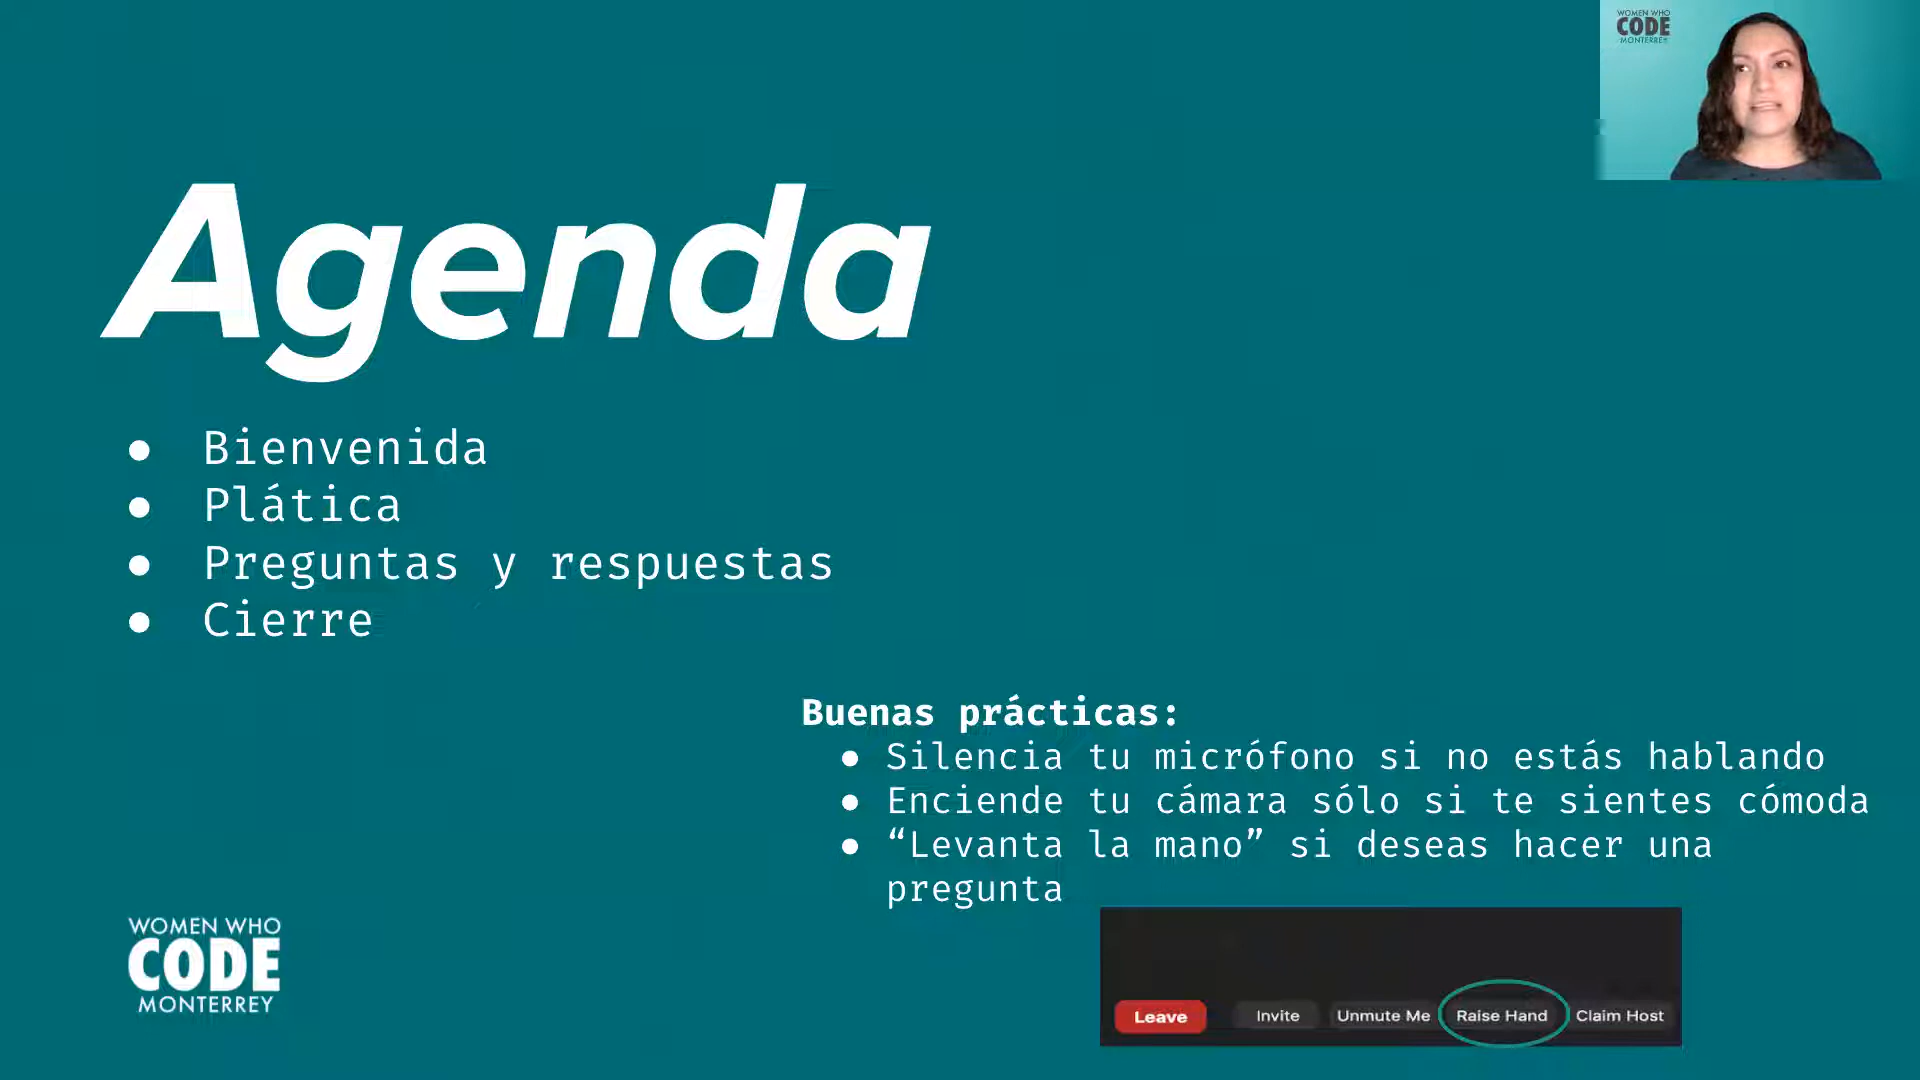 WOMEN WHO
CODE
MONTERREY
Agenda
● Bienvenida
● Plática
● Preguntas y respuestas
● Cierre
Buenas prácticas:
● Silencia tu micrófono si no estás hablando
● Enciende tu cámara sólo si te sientes cómoda
● “Levanta la mano” si deseas hacer una
pregunta
WOMEN WHO
CODE
MONTERREY
Leave Invite Unmute Me Raise Hand Claim Host